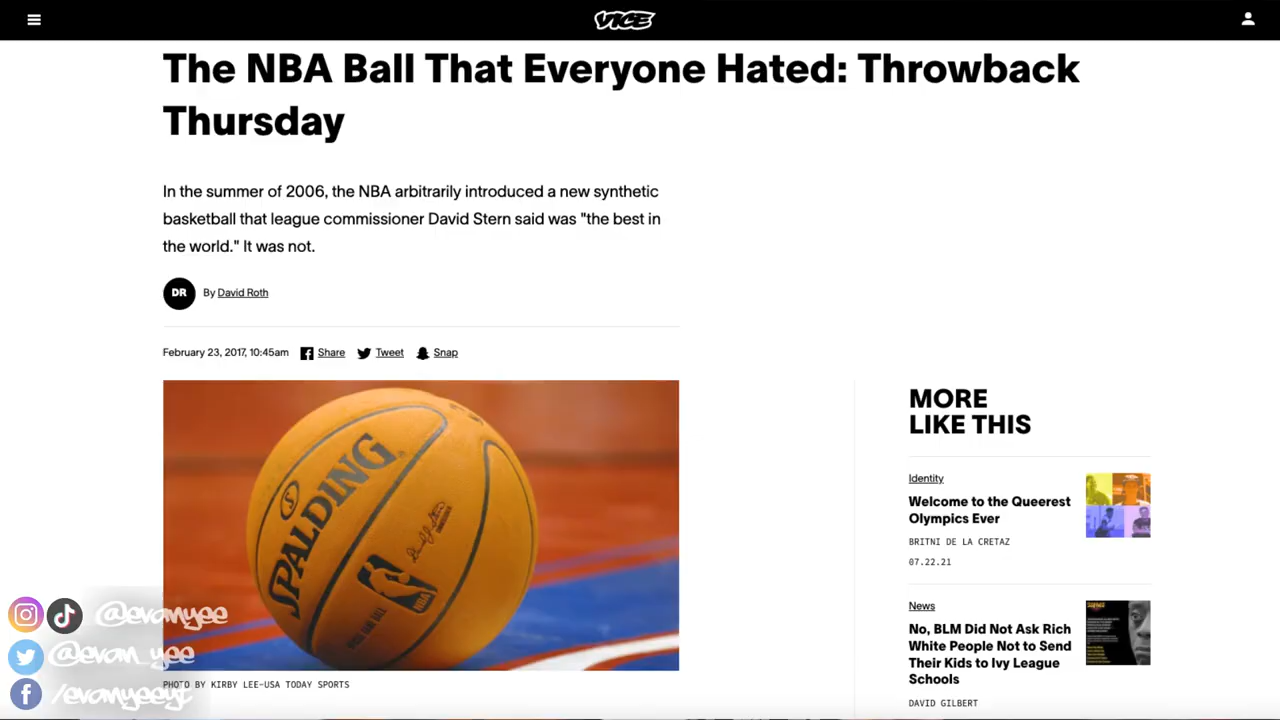 VICE
The NBA Ball That Everyone Hated: Throwback
Thursday
In the summer of 2006, the NBA arbitrarily introduced a new synthetic
basketball that league commissioner David Stern said was "the best in
the world." It was not.
DR
By David Roth
February 23, 2017, 10:45am
Share
Tweet
Snap
S
SPALDING
NBA
PHOTO BY KIRBY LEE-USA TODAY SPORTS
MORE
LIKE THIS
Identity
Welcome to the Queerest
Olympics Ever
BRITNI DE LA CRETAZ
07.22.21
News
No, BLM Did Not Ask Rich
White People Not to Send
Their Kids to Ivy League
Schools
DAVID GILBERT
@evanyee
@evan_yee
/evanyeeyt